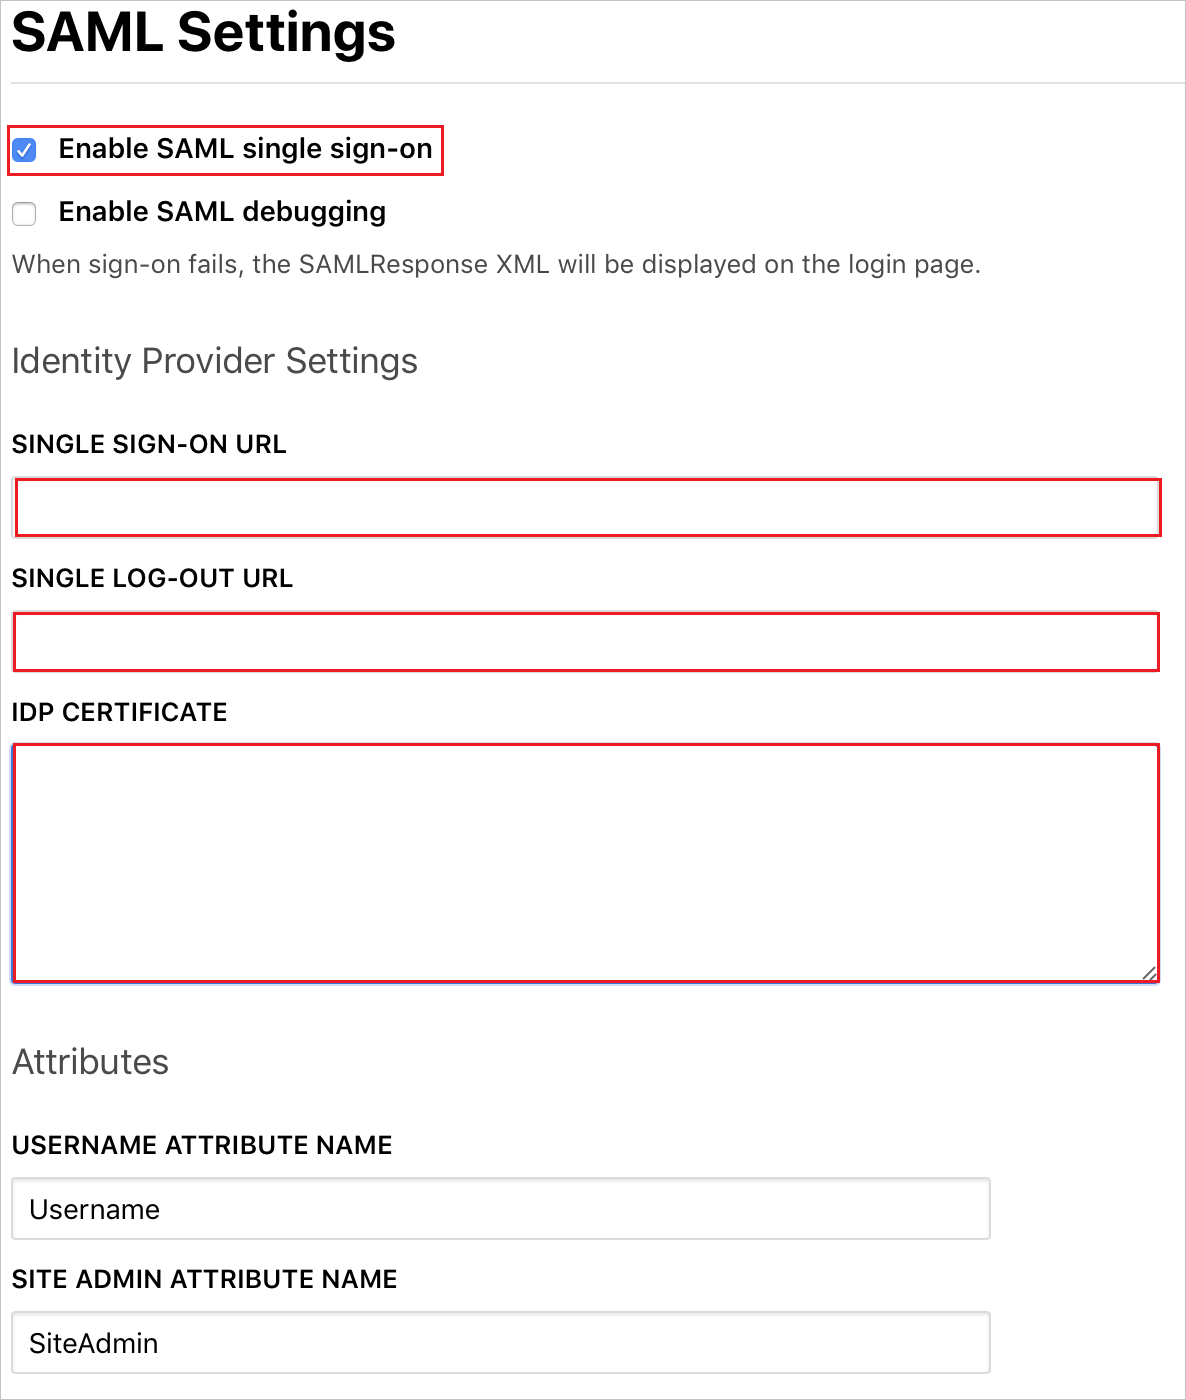 SAML Settings
Enable SAML single sign-on
Enable SAML debugging
When sign-on fails, the SAMLResponse XML will be displayed on the login page.
Identity Provider Settings
SINGLE SIGN-ON URL
SINGLE LOG-OUT URL
IDP CERTIFICATE
Attributes
USERNAME ATTRIBUTE NAME
Username
SITE ADMIN ATTRIBUTE NAME
SiteAdmin